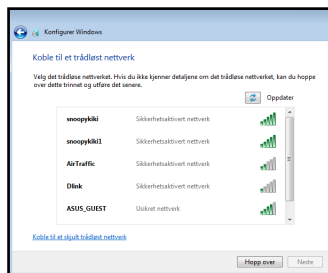 Konfigurer Windows
Koble til et trådløst nettverk
Velg det trådløse nettverket. Hvis du ikke kjenner detaljene om det trådløse nettverket, kan du hoppe
over dette trinnet og utføre det senere.
Oppdater
snoopykiki Sikkerhetsaktivert nettverk
snoopykiki1 Sikkerhetsaktivert nettverk
AirTraffic Sikkerhetsaktivert nettverk
Dlink Sikkerhetsaktivert nettverk
ASUS_GUEST Usikret nettverk
Koble til et skjult trådløst nettverk
Hopp over Neste